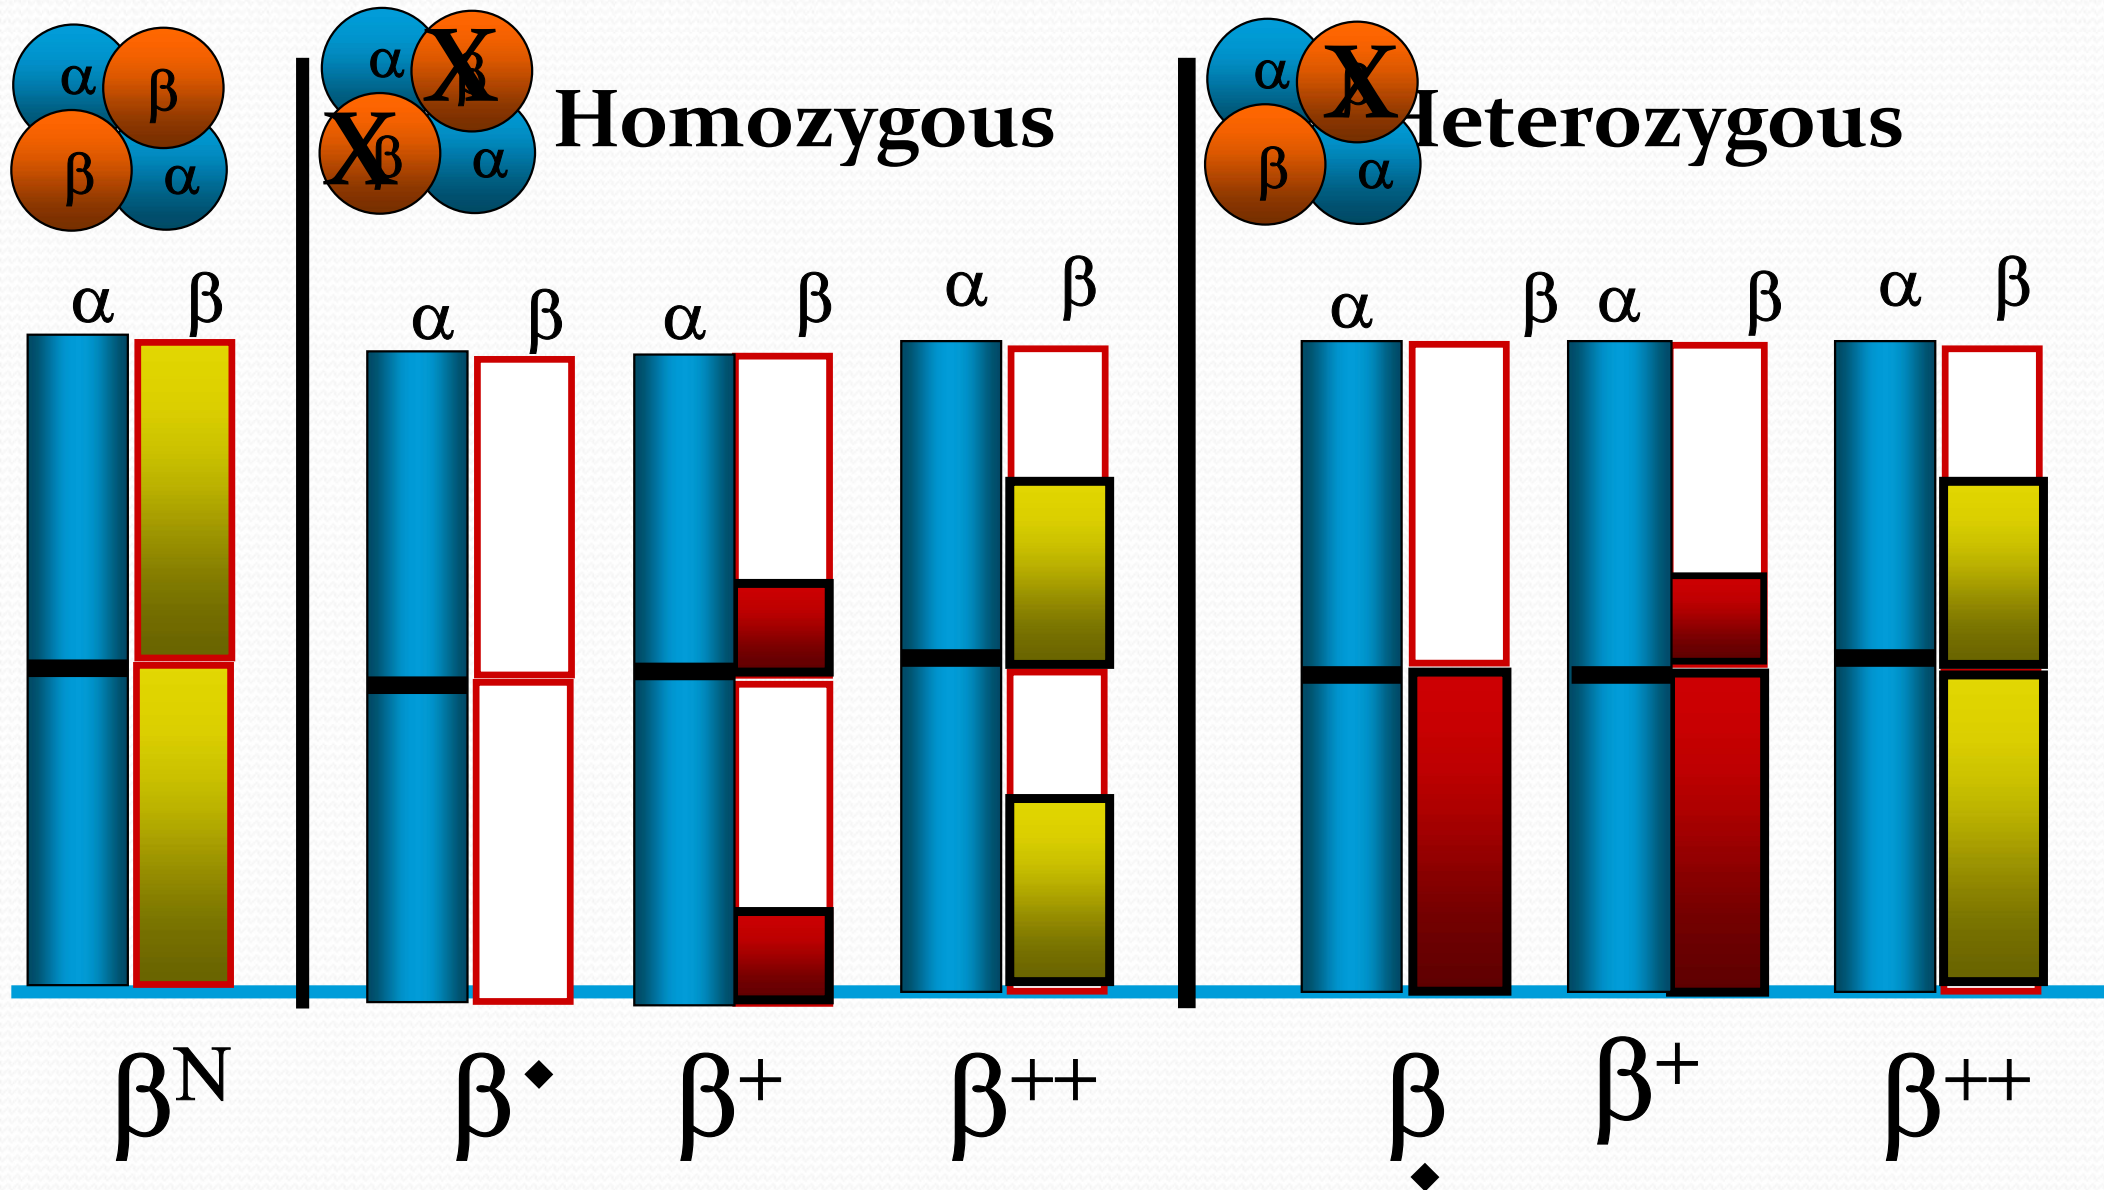 α β
β α
α X β
X β α
Homozygous
α X β
β α
Heterozygous
α β
α β α β α β
α β α β α β
βᴺ
β◆ β⁺ β⁺⁺
β◆ β⁺ β⁺⁺